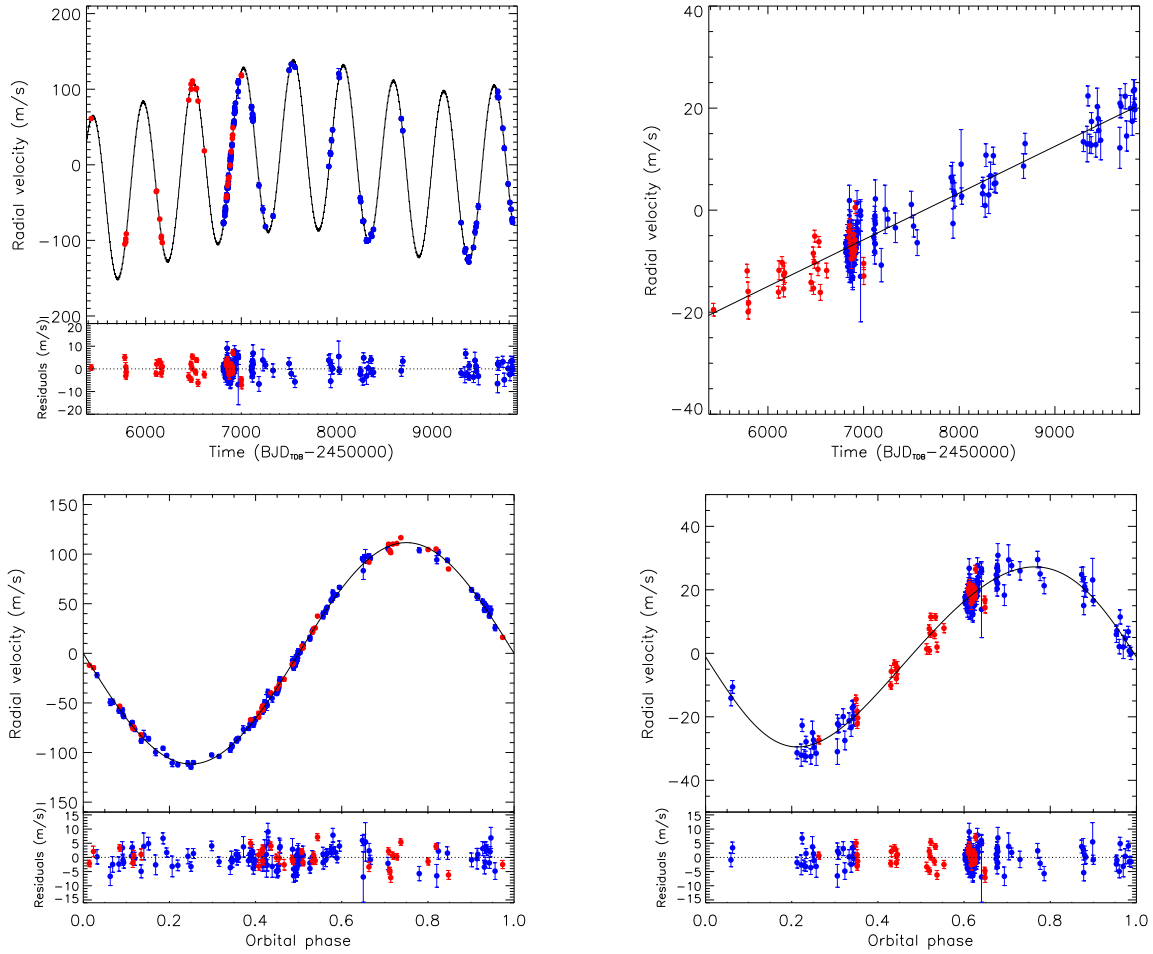 200
100
0
−100
−200
Radial velocity (m/s)
20
10
0
−10
−20
Residuals (m/s)
6000 7000 8000 9000
Time (BJD_TDB−2450000)
40
20
0
−20
−40
Radial velocity (m/s)
6000 7000 8000 9000
Time (BJD_TDB−2450000)
150
100
50
0
−50
−100
−150
Radial velocity (m/s)
15
10
5
0
−5
−10
−15
Residuals (m/s)
0.0 0.2 0.4 0.6 0.8 1.0
Orbital phase
40
20
0
−20
−40
Radial velocity (m/s)
15
10
5
0
−5
−10
−15
Residuals (m/s)
0.0 0.2 0.4 0.6 0.8 1.0
Orbital phase